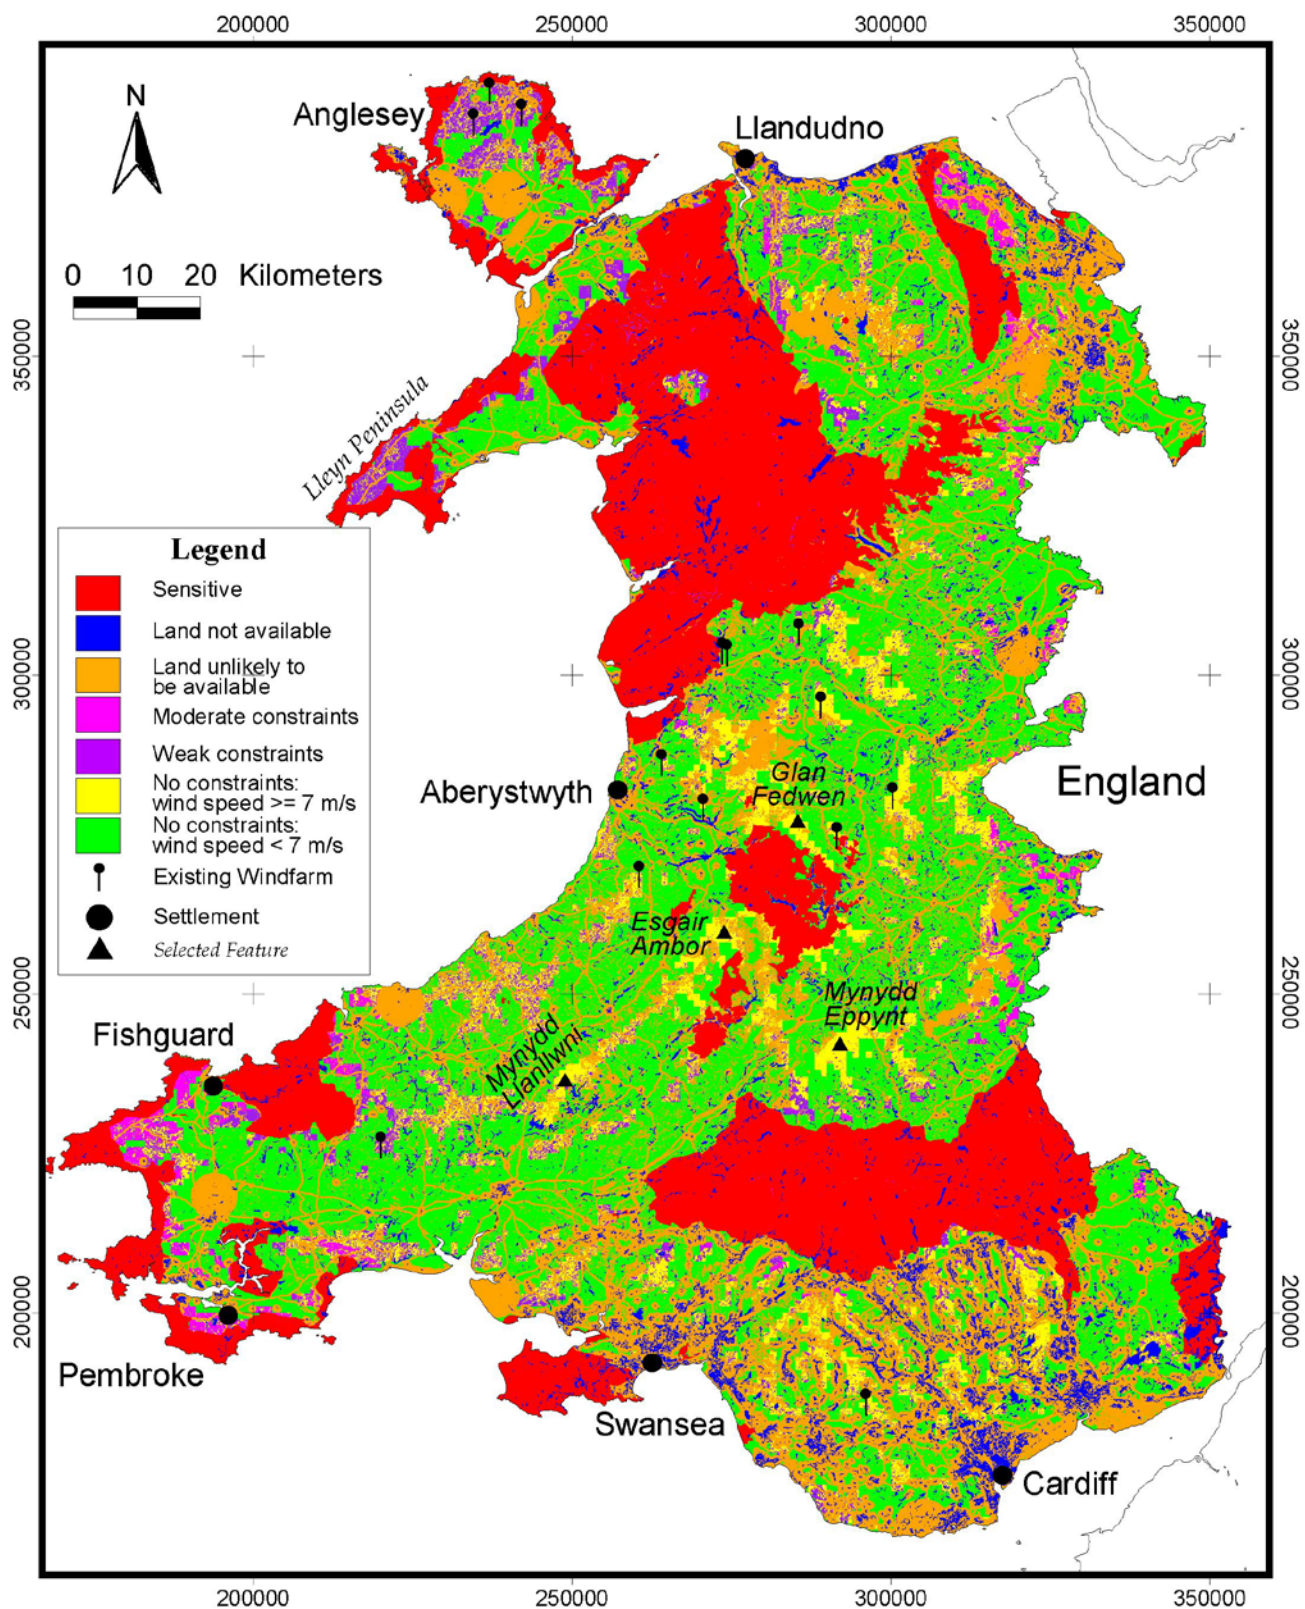 200000
250000
300000
350000
N
Anglesey
Llandudno
0 10 20 Kilometers
350000
350000
Lleyn Peninsula
Legend
Sensitive
Land not available
Land unlikely to
be available
Moderate constraints
Weak constraints
No constraints:
wind speed >= 7 m/s
No constraints:
wind speed < 7 m/s
Existing Windfarm
Settlement
Selected Feature
300000
300000
Aberystwyth
Glan
Fedwen
England
Esgair
Ambor
250000
250000
Mynydd
Eppynt
Mynydd
Llanllwni
Fishguard
200000
200000
Pembroke
Swansea
Cardiff
200000
250000
300000
350000